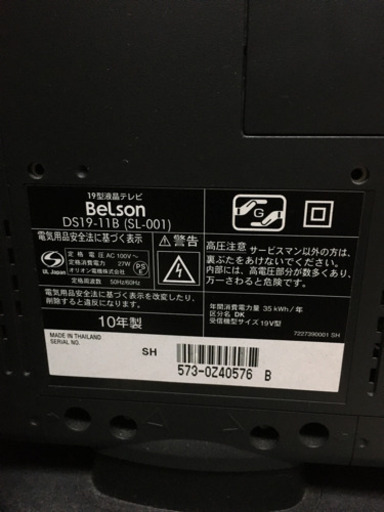 19型液晶テレビ
BeLson
DS19-11B (SL-001)
電気用品安全法に基づく表示
定格電圧 AC 100V~
定格消費電力 27W
オリオン電機株式会社
定格周波数 50Hz/60Hz
UL Japan
PS E
電気用品安全法に基づく表示を改変したり、
削除すると違反になります。
10年製
警告
G
高圧注意 サービスマン以外の方は、
裏ぶたをあけないでください。
内部には、高電圧部分が数多くあり、
万一さわると危険です。
年間消費電力量 35 kWh/年
区分名 DK
受信機型サイズ 19V型
7227390001 SH
MADE IN THAILAND
SERIAL NO.
SH
573-0Z40576 B